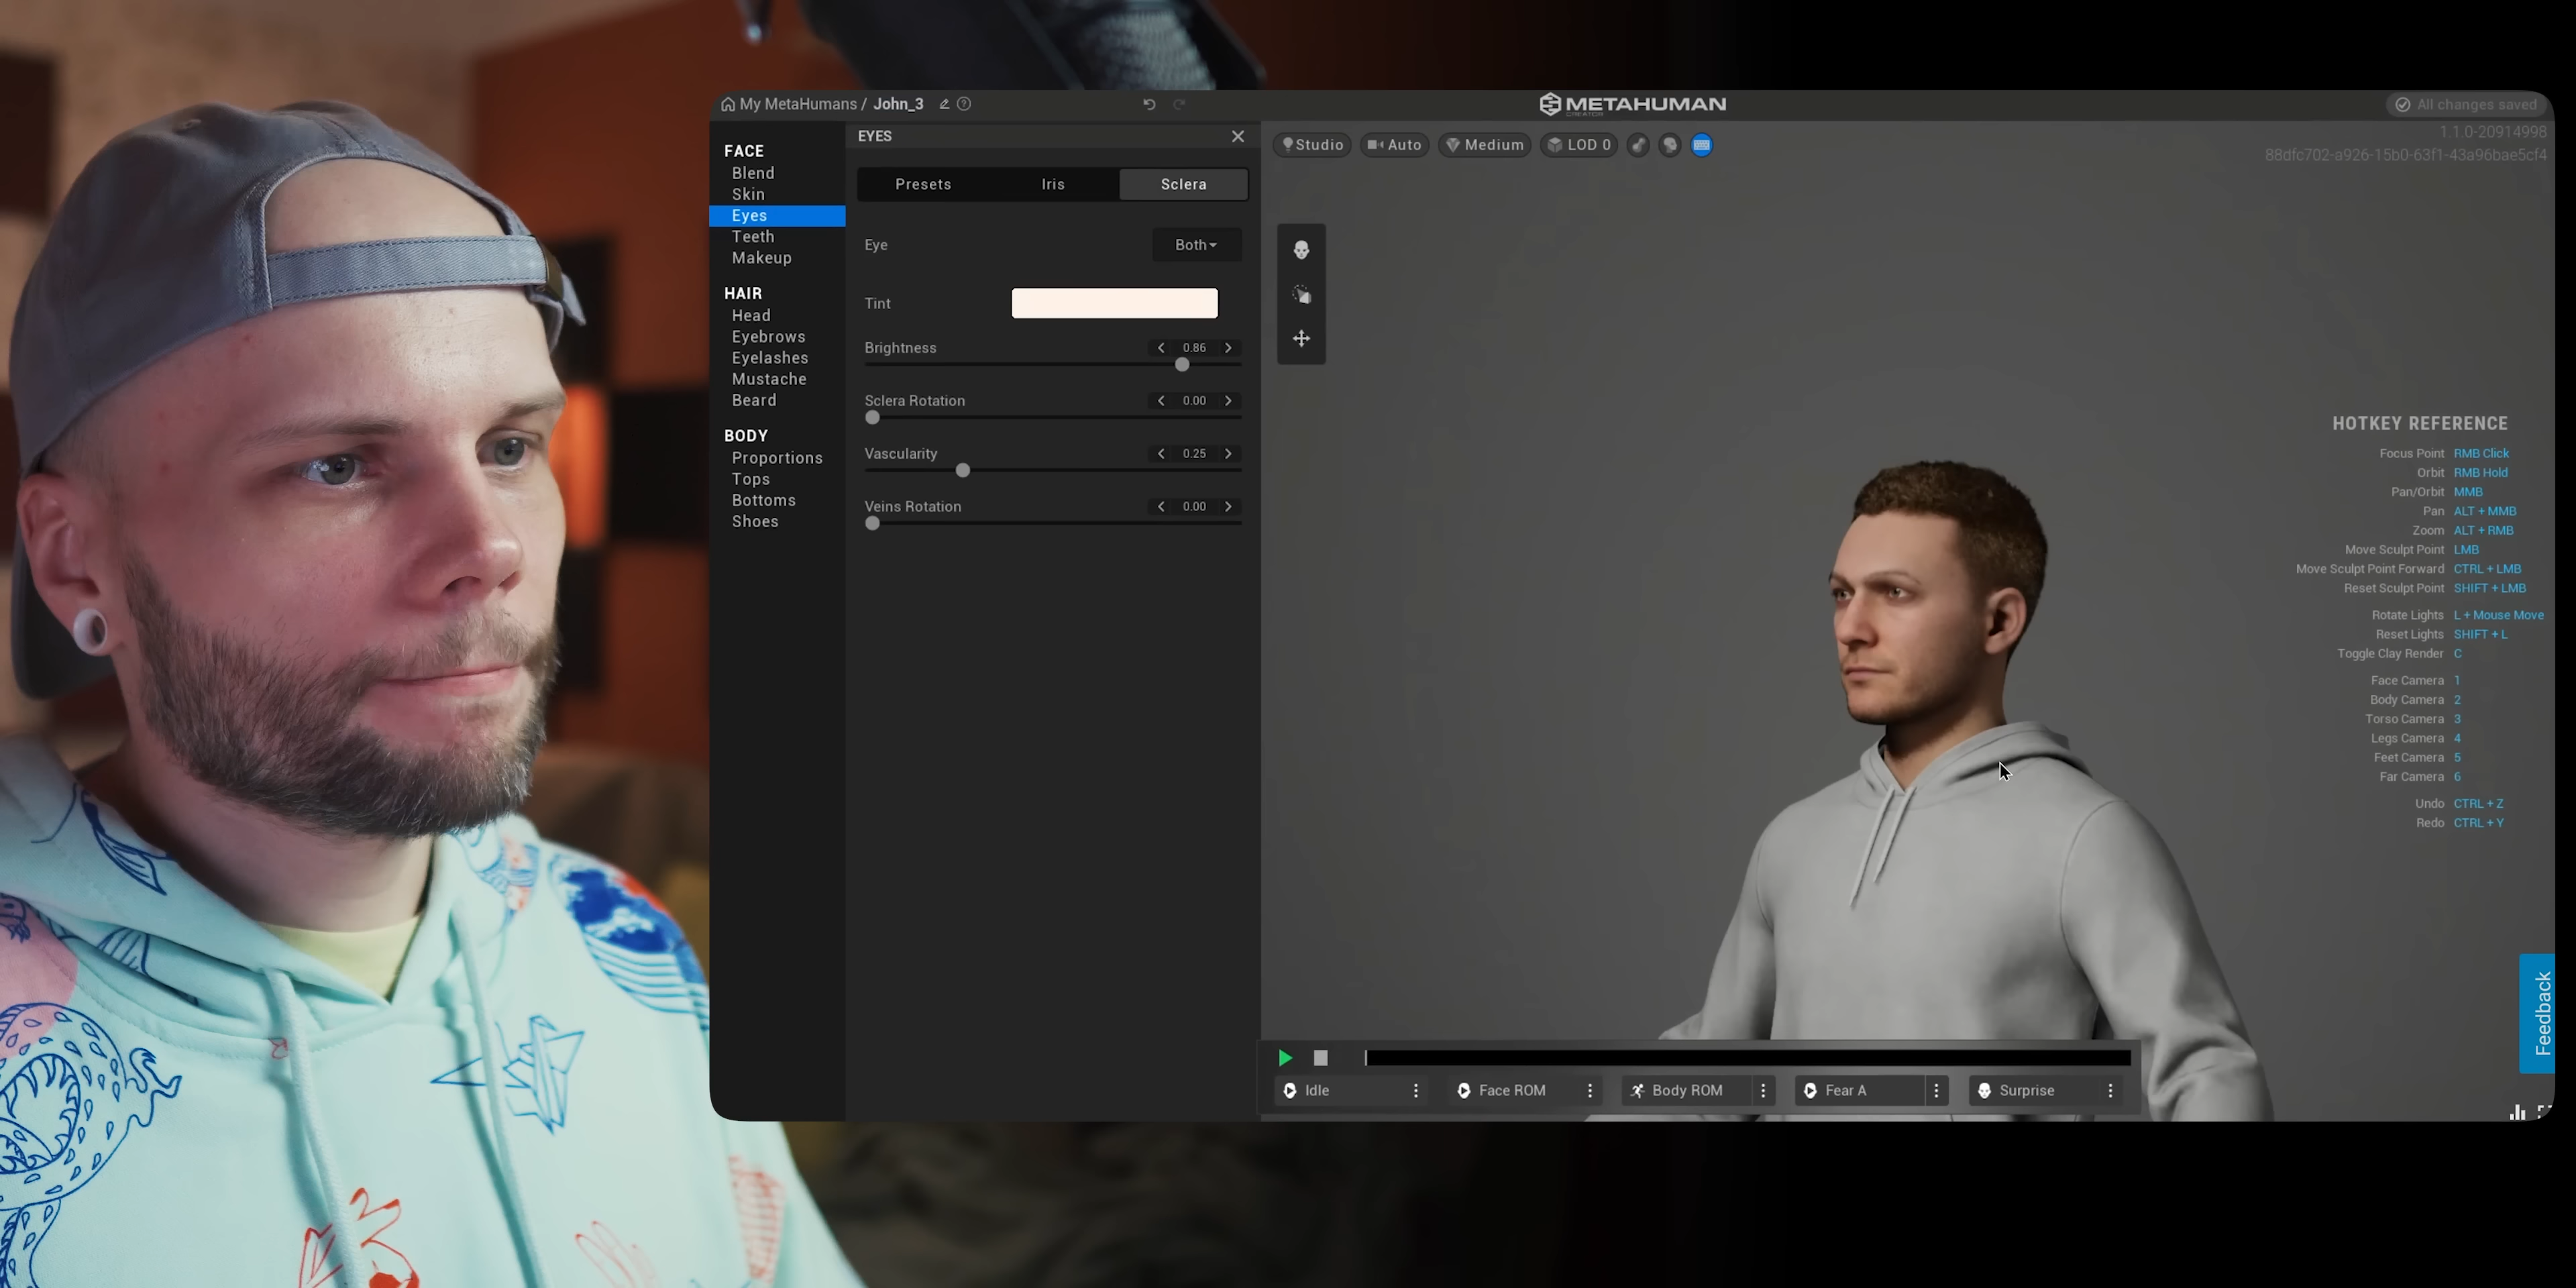 My MetaHumans / John_3
METAHUMAN
CREATOR
All changes saved
1.1.0-20914998
88dfc702-a926-15b0-63f1-43a96bae5cf4
FACE
Blend
Skin
Eyes
Teeth
Makeup
HAIR
Head
Eyebrows
Eyelashes
Mustache
Beard
BODY
Proportions
Tops
Bottoms
Shoes
EYES
Presets Iris Sclera
Eye Both
Tint
Brightness 0.86
Sclera Rotation 0.00
Vascularity 0.25
Veins Rotation 0.00
Studio Auto Medium LOD 0
HOTKEY REFERENCE
Focus Point RMB Click
Orbit RMB Hold
Pan/Orbit MMB
Pan ALT + MMB
Zoom ALT + RMB
Move Sculpt Point LMB
Move Sculpt Point Forward CTRL + LMB
Reset Sculpt Point SHIFT + LMB
Rotate Lights L + Mouse Move
Reset Lights SHIFT + L
Toggle Clay Render C
Face Camera 1
Body Camera 2
Torso Camera 3
Legs Camera 4
Feet Camera 5
Far Camera 6
Undo CTRL + Z
Redo CTRL + Y
Feedback
Idle Face ROM Body ROM Fear A Surprise